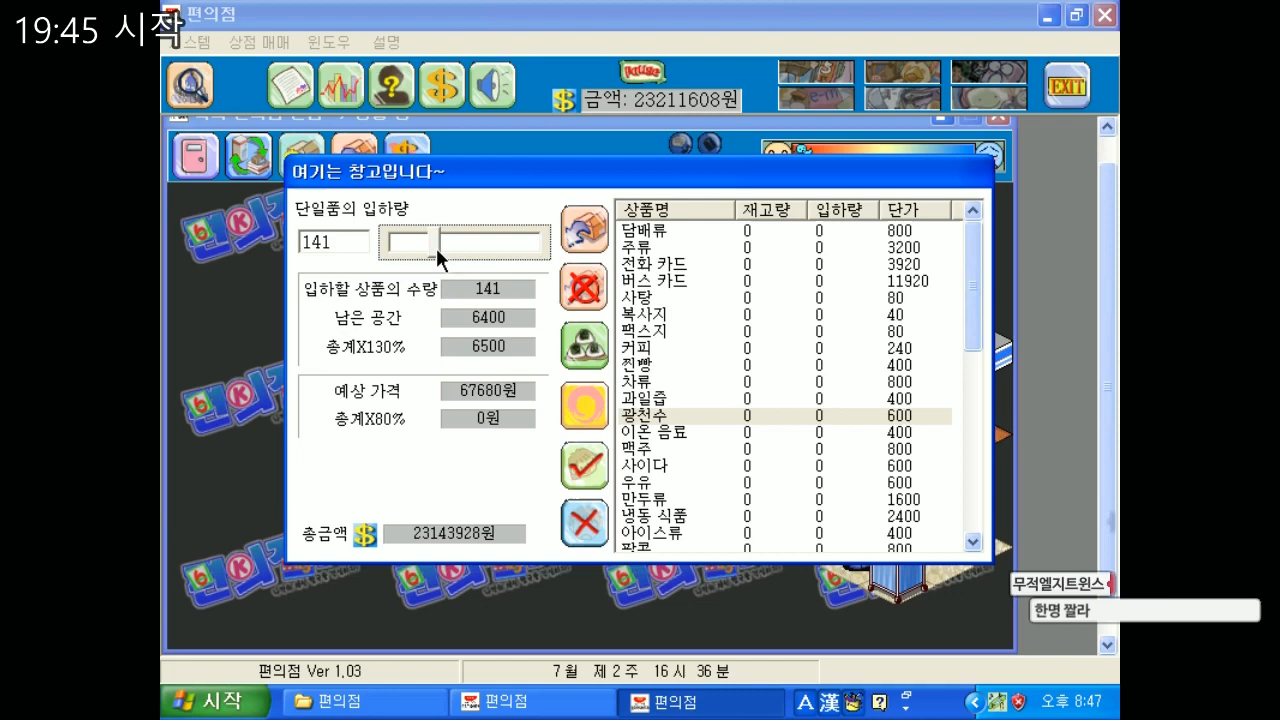 19:45 시작
편의점
스템 상점 매매 윈도우 설명
금액: 23211608원
EXIT
여기는 창고입니다~
단일품의 입하량
141
입하할 상품의 수량 141
남은 공간 6400
총계X130% 6500
예상 가격 67680원
총계X80% 0원
총금액 23143928원
상품명 재고량 입하량 단가
담배류 0 0 800
주류 0 0 3200
전화 카드 0 0 3920
버스 카드 0 0 11920
사탕 0 0 80
복사지 0 0 40
팩스지 0 0 80
커피 0 0 240
찐빵 0 0 400
차류 0 0 800
과일즙 0 0 400
광천수 0 0 600
이온 음료 0 0 400
맥주 0 0 800
사이다 0 0 600
우유 0 0 600
만두류 0 0 1600
냉동 식품 0 0 2400
아이스류 0 0 400
팝콘 0 0 800
무적엘지트윈스
한명 짤라
편의점 Ver 1.03
7 월 제 2 주 16 시 36 분
시작
편의점
편의점
편의점
A 漢
오후 8:47